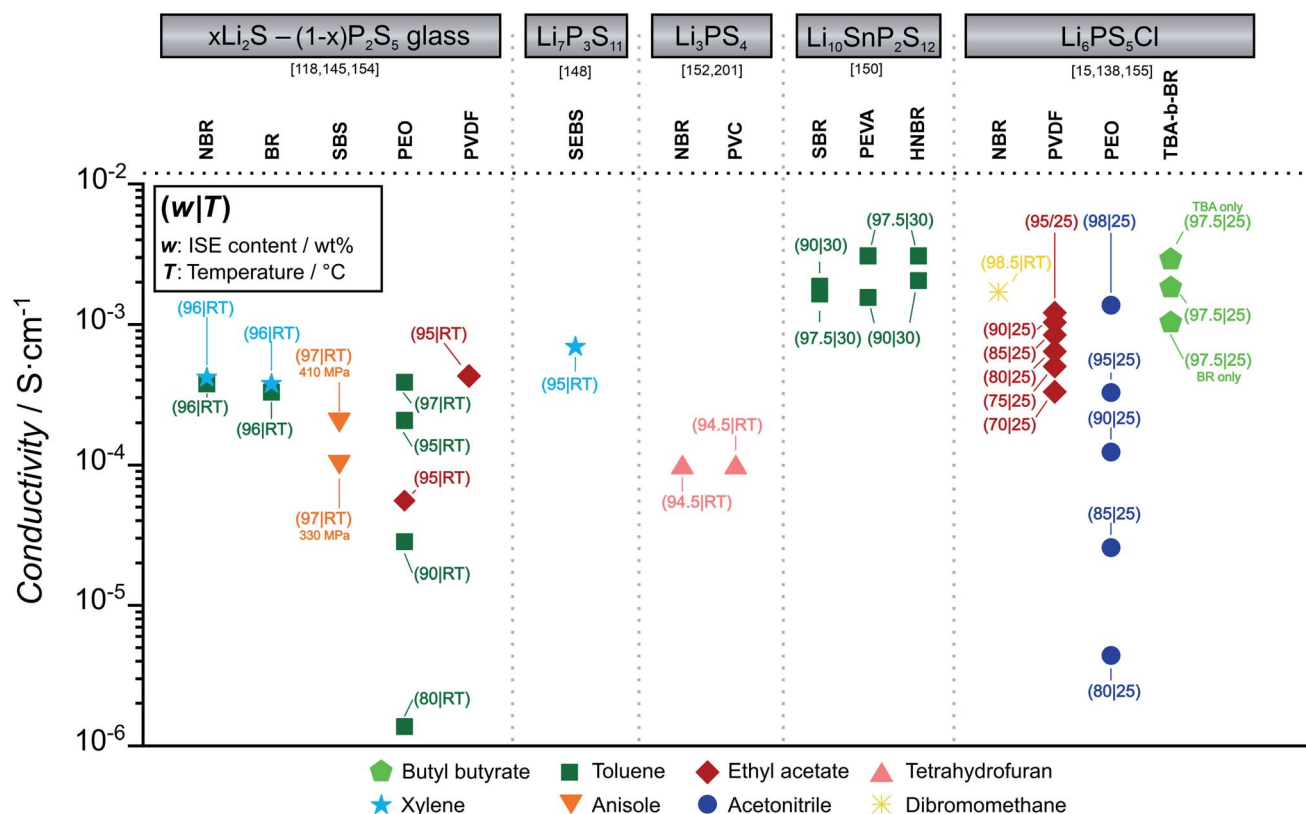 xLi₂S – (1-x)P₂S₅ glass
Li₇P₃S₁₁
Li₃PS₄
Li₁₀SnP₂S₁₂
Li₆PS₅Cl
[118,145,154]
[148]
[152,201]
[150]
[15,138,155]
NBR
BR
SBS
PEO
PVDF
SEBS
NBR
PVC
SBR
PEVA
HNBR
NBR
PVDF
PEO
TBA-b-BR
Conductivity / S·cm⁻¹
10⁻²
10⁻³
10⁻⁴
10⁻⁵
10⁻⁶
(w|T)
w: ISE content / wt%
T: Temperature / °C
(96|RT)
(96|RT)
(96|RT)
(96|RT)
(97|RT)
410 MPa
(97|RT)
330 MPa
(97|RT)
(95|RT)
(95|RT)
(90|RT)
(80|RT)
(95|RT)
(95|RT)
(94.5|RT)
(94.5|RT)
(90|30)
(97.5|30)
(97.5|30)
(90|30)
(98.5|RT)
(95/25)
(90|25)
(85|25)
(80|25)
(75|25)
(70|25)
(98|25)
(95|25)
(90|25)
(85|25)
(80|25)
TBA only
(97.5|25)
(97.5|25)
(97.5|25)
BR only
Butyl butyrate
Toluene
Ethyl acetate
Tetrahydrofuran
Xylene
Anisole
Acetonitrile
Dibromomethane